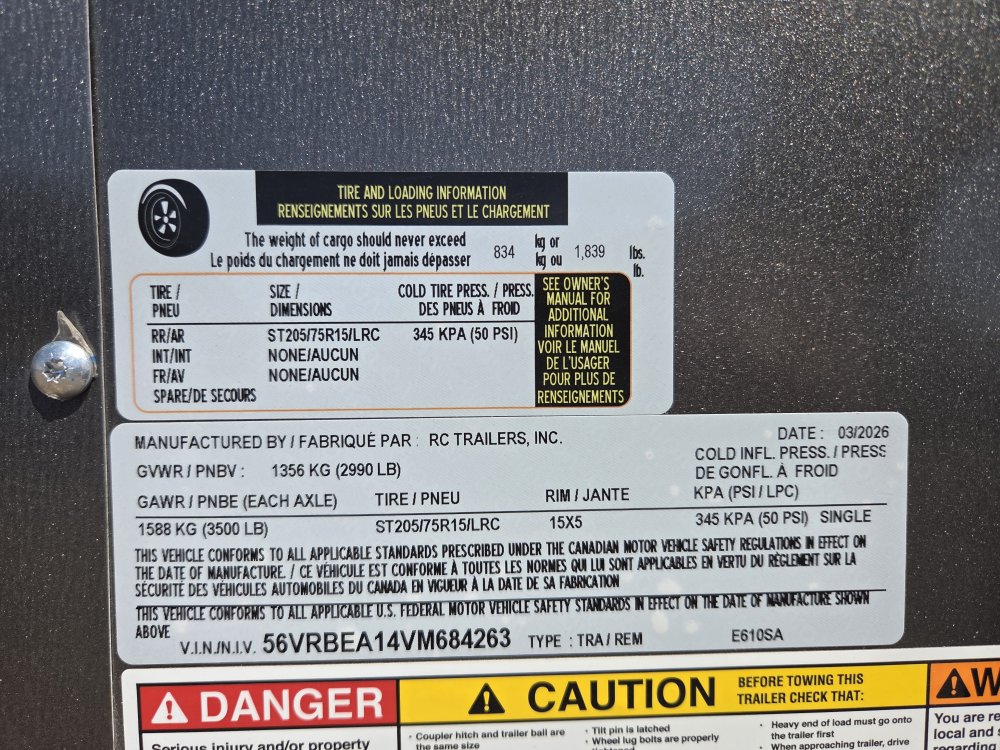 TIRE AND LOADING INFORMATION
RENSEIGNEMENTS SUR LES PNEUS ET LE CHARGEMENT
The weight of cargo should never exceed 834 kg or 1,839 lbs.
Le poids du chargement ne doit jamais dépasser kg ou lb.
TIRE / SIZE / COLD TIRE PRESS. / PRESS.
PNEU DIMENSIONS DES PNEUS À FROID
RR/AR ST205/75R15/LRC 345 KPA (50 PSI)
INT/INT NONE/AUCUN
FR/AV NONE/AUCUN
SPARE/DE SECOURS
SEE OWNER'S
MANUAL FOR
ADDITIONAL
INFORMATION
VOIR LE MANUEL
DE L'USAGER
POUR PLUS DE
RENSEIGNEMENTS
MANUFACTURED BY / FABRIQUÉ PAR : RC TRAILERS, INC. DATE : 03/2026
GVWR / PNBV : 1356 KG (2990 LB) COLD INFL. PRESS. / PRESS
DE GONFL. À FROID
GAWR / PNBE (EACH AXLE) TIRE / PNEU RIM / JANTE KPA (PSI / LPC)
1588 KG (3500 LB) ST205/75R15/LRC 15X5 345 KPA (50 PSI) SINGLE
THIS VEHICLE CONFORMS TO ALL APPLICABLE STANDARDS PRESCRIBED UNDER THE CANADIAN MOTOR VEHICLE SAFETY REGULATIONS IN EFFECT ON
THE DATE OF MANUFACTURE. / CE VÉHICULE EST CONFORME À TOUTES LES NORMES QUI LUI SONT APPLICABLES EN VERTU DU RÈGLEMENT SUR LA
SÉCURITÉ DES VÉHICULES AUTOMOBILES DU CANADA EN VIGUEUR À LA DATE DE SA FABRICATION
THIS VEHICLE CONFORMS TO ALL APPLICABLE U.S. FEDERAL MOTOR VEHICLE SAFETY STANDARDS IN EFFECT ON THE DATE OF MANUFACTURE SHOWN
ABOVE
V.I.N./N.I.V. 56VRBEA14VM684263 TYPE : TRA / REM E610SA
DANGER
Serious injury and/or property
CAUTION
BEFORE TOWING THIS
TRAILER CHECK THAT:
· Coupler hitch and trailer ball are
the same size
· Tilt pin is latched
· Wheel lug bolts are properly
· Heavy end of load must go onto
the trailer first
· When approaching trailer, drive
W
You are re
local and
regarding